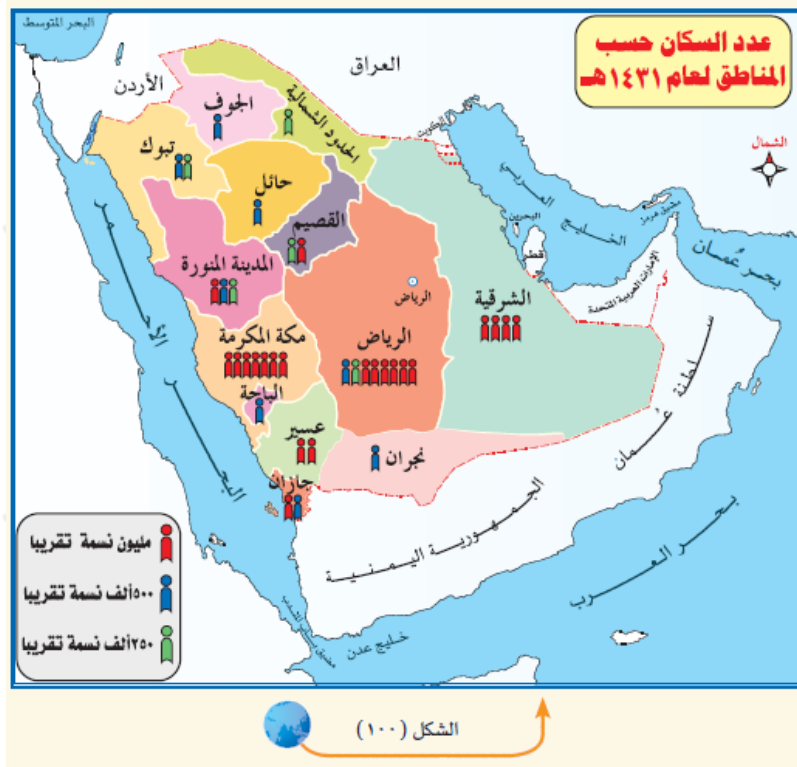 عدد السكان حسب
المناطق لعام ١٤٣١هـ
البحر المتوسط
العراق
الأردن
الشمال
الجوف
الحدود الشمالية
الكويت
تبوك
حائل
القصيم
الخليج العربي
مضيق هرمز
البحرين
قطر
بحر عُمان
المدينة المنورة
الرياض
الشرقية
الإمارات العربية المتحدة
مكة المكرمة
الرياض
الباحة
عسير
نجران
جازان
سلطنة عُمان
البحر الأحمر
الجمهورية اليمنية
بحر العرب
خليج عدن
مليون نسمة تقريبا
٥٠٠ألف نسمة تقريبا
٢٥٠ألف نسمة تقريبا
الشكل (١٠٠)